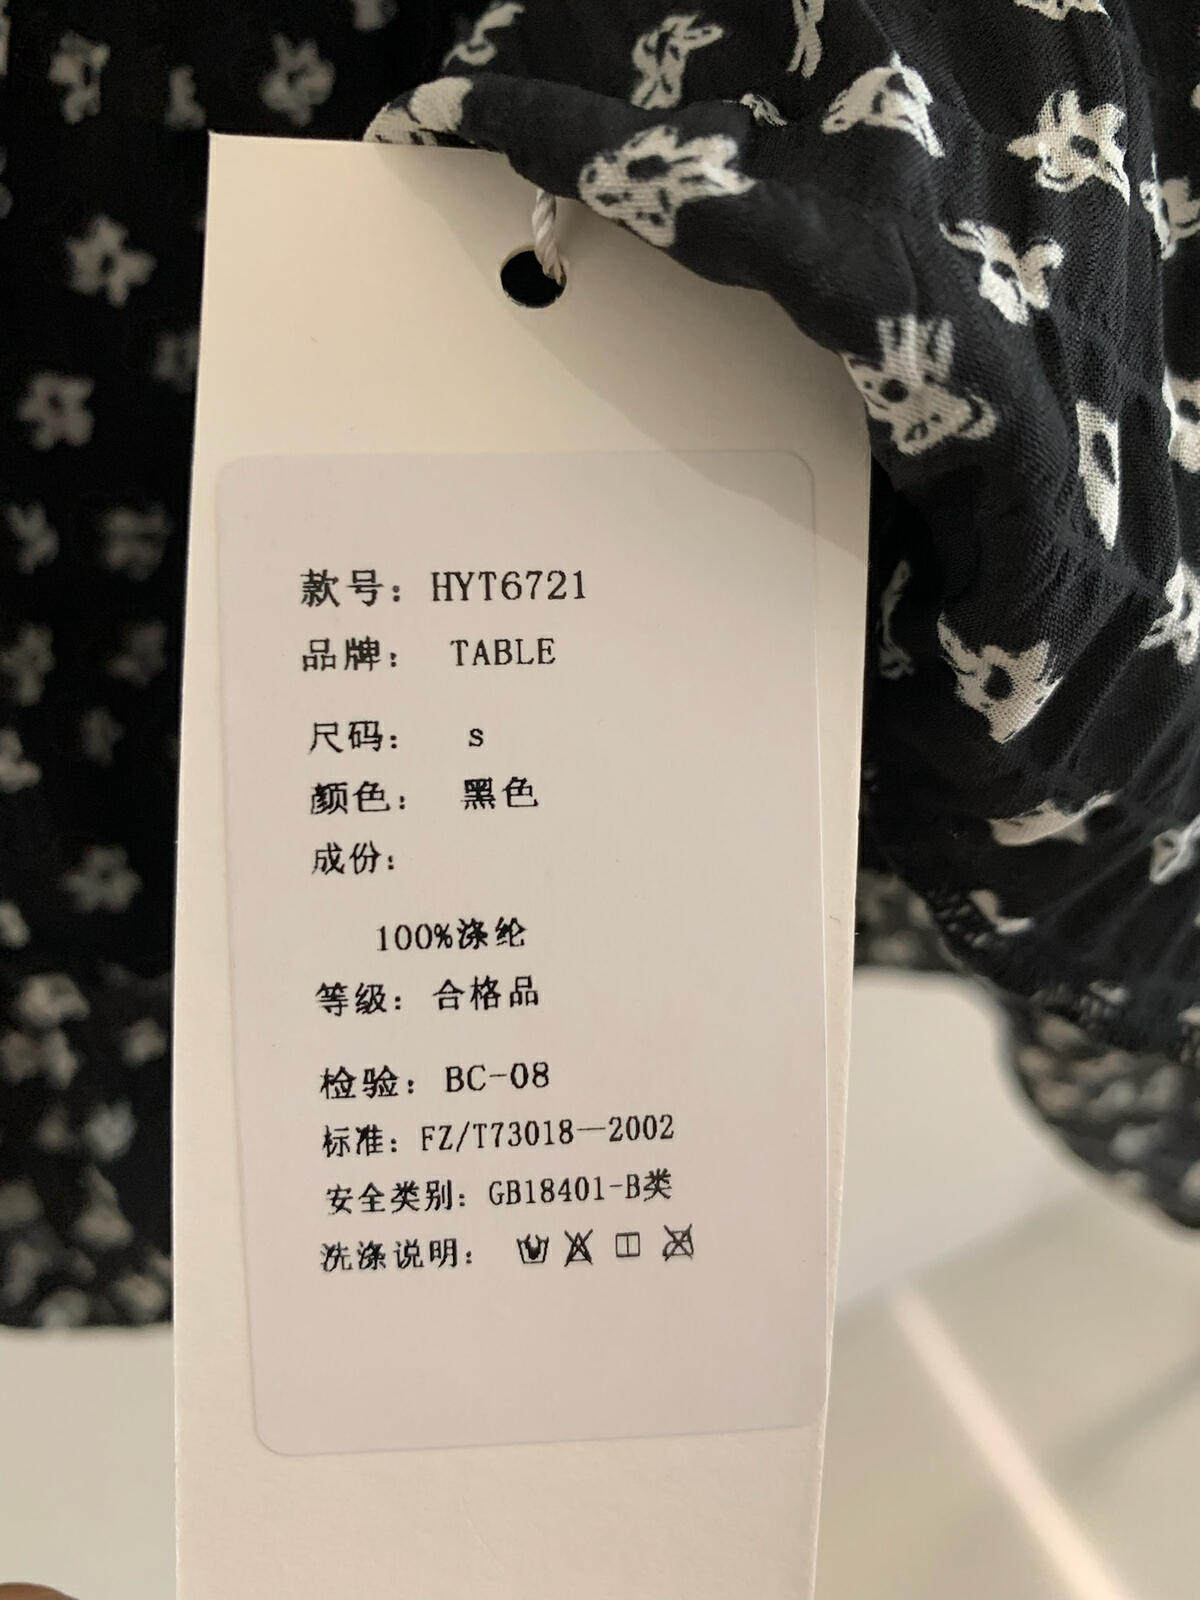 款号：HYT6721
品牌： TABLE
尺码： s
颜色： 黑色
成份：
100%涤纶
等级：合格品
检验：BC-08
标准：FZ/T73018—2002
安全类别：GB18401-B类
洗涤说明：